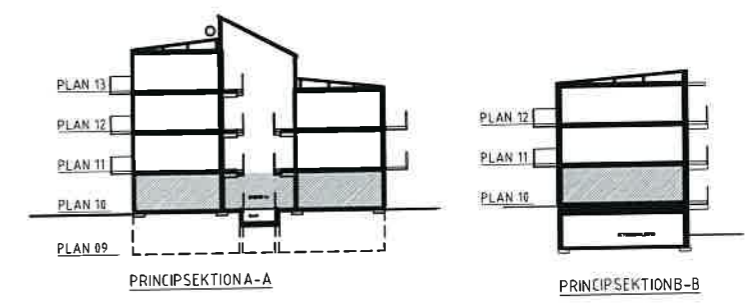 PLAN 13
PLAN 12
PLAN 11
PLAN 10
PLAN 09
PRINCIPSEKTION A-A
PLAN 12
PLAN 11
PLAN 10
PRINCIPSEKTION B-B